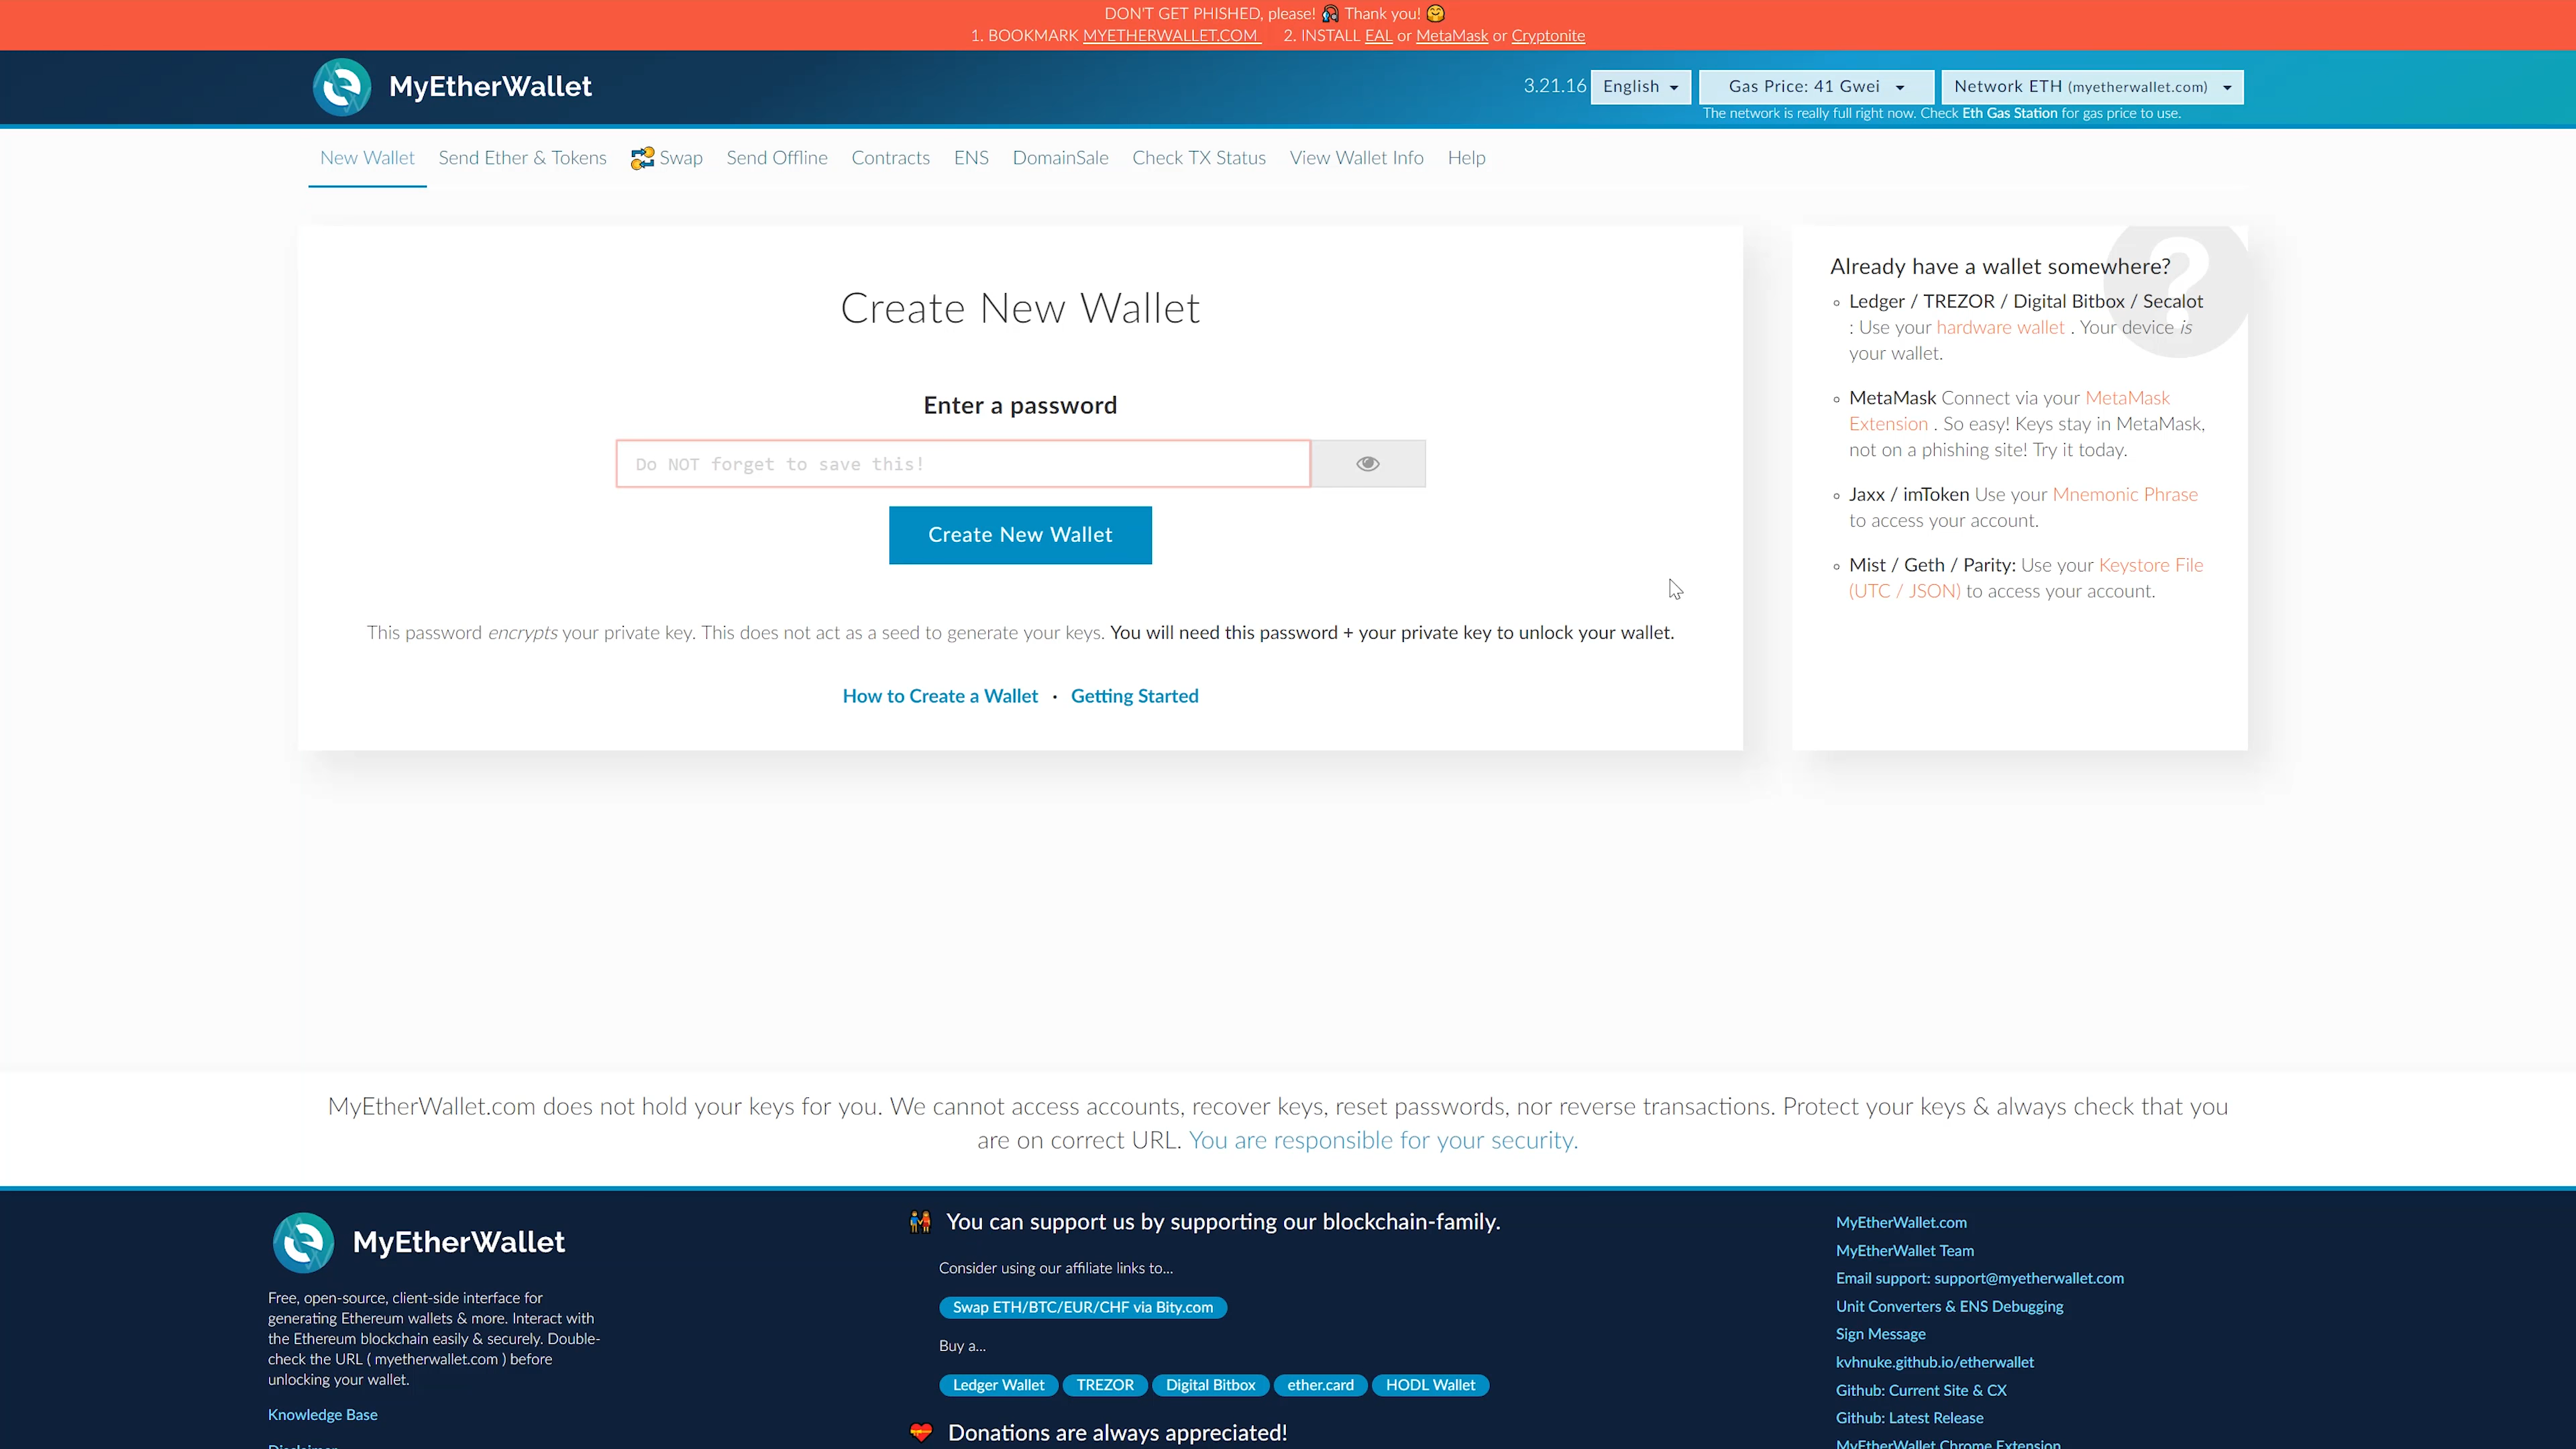 DON'T GET PHISHED, please! Thank you!
1. BOOKMARK MYETHERWALLET.COM 2. INSTALL EAL or MetaMask or Cryptonite
MyEtherWallet
3.21.16 English Gas Price: 41 Gwei Network ETH (myetherwallet.com)
The network is really full right now. Check Eth Gas Station for gas price to use.
New Wallet Send Ether & Tokens Swap Send Offline Contracts ENS DomainSale Check TX Status View Wallet Info Help
Create New Wallet
Enter a password
Do NOT forget to save this!
Create New Wallet
This password encrypts your private key. This does not act as a seed to generate your keys. You will need this password + your private key to unlock your wallet.
How to Create a Wallet · Getting Started
Already have a wallet somewhere?
Ledger / TREZOR / Digital Bitbox / Secalot
: Use your hardware wallet . Your device is
your wallet.
MetaMask Connect via your MetaMask
Extension . So easy! Keys stay in MetaMask,
not on a phishing site! Try it today.
Jaxx / imToken Use your Mnemonic Phrase
to access your account.
Mist / Geth / Parity: Use your Keystore File
(UTC / JSON) to access your account.
MyEtherWallet.com does not hold your keys for you. We cannot access accounts, recover keys, reset passwords, nor reverse transactions. Protect your keys & always check that you
are on correct URL. You are responsible for your security.
MyEtherWallet
Free, open-source, client-side interface for
generating Ethereum wallets & more. Interact with
the Ethereum blockchain easily & securely. Double-
check the URL ( myetherwallet.com ) before
unlocking your wallet.
Knowledge Base
Disclaimer
You can support us by supporting our blockchain-family.
Consider using our affiliate links to...
Swap ETH/BTC/EUR/CHF via Bity.com
Buy a...
Ledger Wallet TREZOR Digital Bitbox ether.card HODL Wallet
Donations are always appreciated!
MyEtherWallet.com
MyEtherWallet Team
Email support: support@myetherwallet.com
Unit Converters & ENS Debugging
Sign Message
kvhnuke.github.io/etherwallet
Github: Current Site & CX
Github: Latest Release
MyEtherWallet Chrome Extension